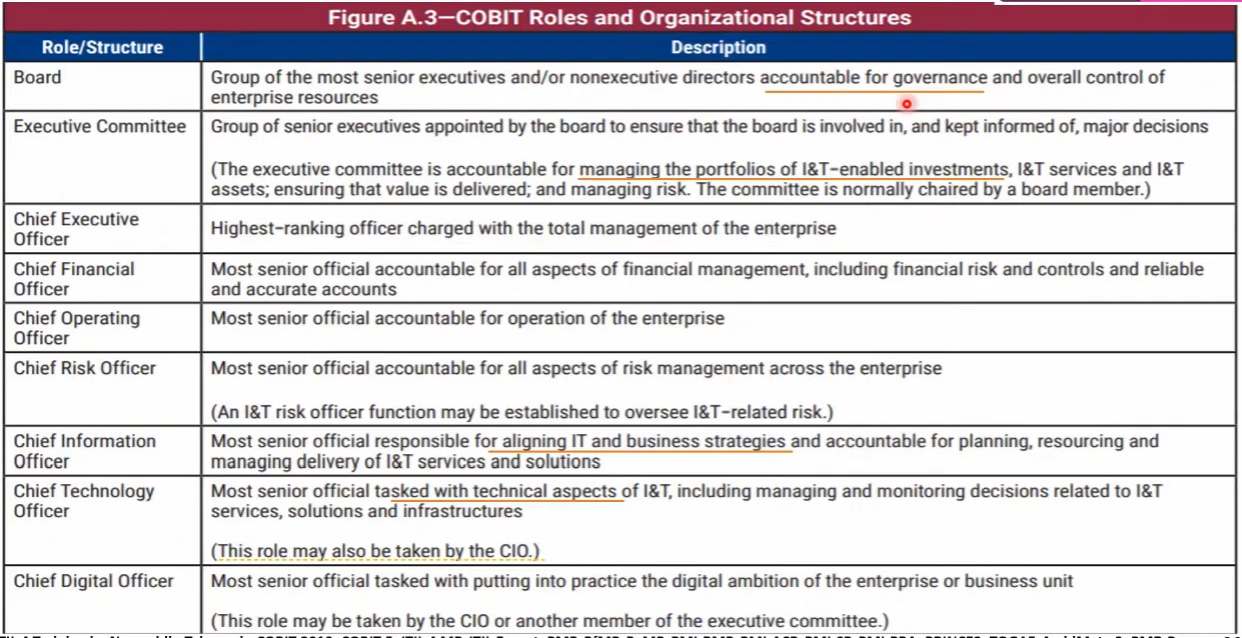 Figure A.3—COBIT Roles and Organizational Structures
Role/Structure
Description
Board
Group of the most senior executives and/or nonexecutive directors accountable for governance and overall control of
enterprise resources
Executive Committee
Group of senior executives appointed by the board to ensure that the board is involved in, and kept informed of, major decisions
(The executive committee is accountable for managing the portfolios of I&T-enabled investments, I&T services and I&T
assets; ensuring that value is delivered; and managing risk. The committee is normally chaired by a board member.)
Chief Executive
Officer
Highest-ranking officer charged with the total management of the enterprise
Chief Financial
Officer
Most senior official accountable for all aspects of financial management, including financial risk and controls and reliable
and accurate accounts
Chief Operating
Officer
Most senior official accountable for operation of the enterprise
Chief Risk Officer
Most senior official accountable for all aspects of risk management across the enterprise
(An I&T risk officer function may be established to oversee I&T-related risk.)
Chief Information
Officer
Most senior official responsible for aligning IT and business strategies and accountable for planning, resourcing and
managing delivery of I&T services and solutions
Chief Technology
Officer
Most senior official tasked with technical aspects of I&T, including managing and monitoring decisions related to I&T
services, solutions and infrastructures
(This role may also be taken by the CIO.)
Chief Digital Officer
Most senior official tasked with putting into practice the digital ambition of the enterprise or business unit
(This role may be taken by the CIO or another member of the executive committee.)